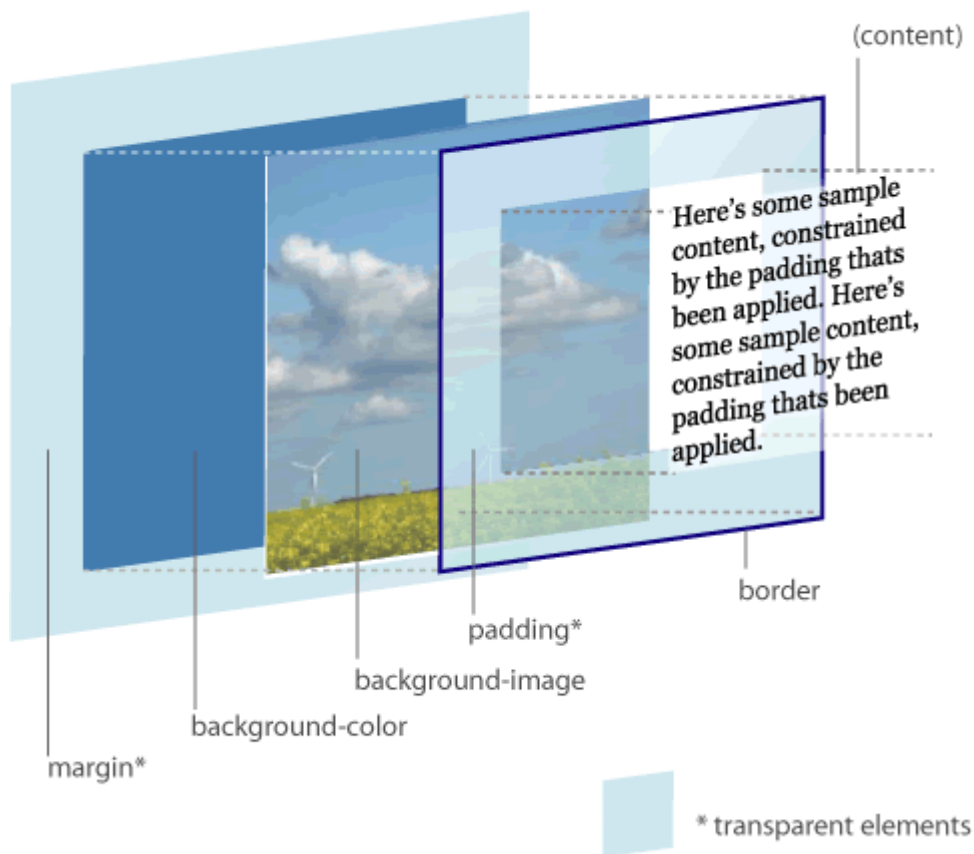 (content)
Here's some sample
content, constrained
by the padding thats
been applied. Here's
some sample content,
constrained by the
padding thats been
applied.
border
padding*
background-image
background-color
margin*
* transparent elements